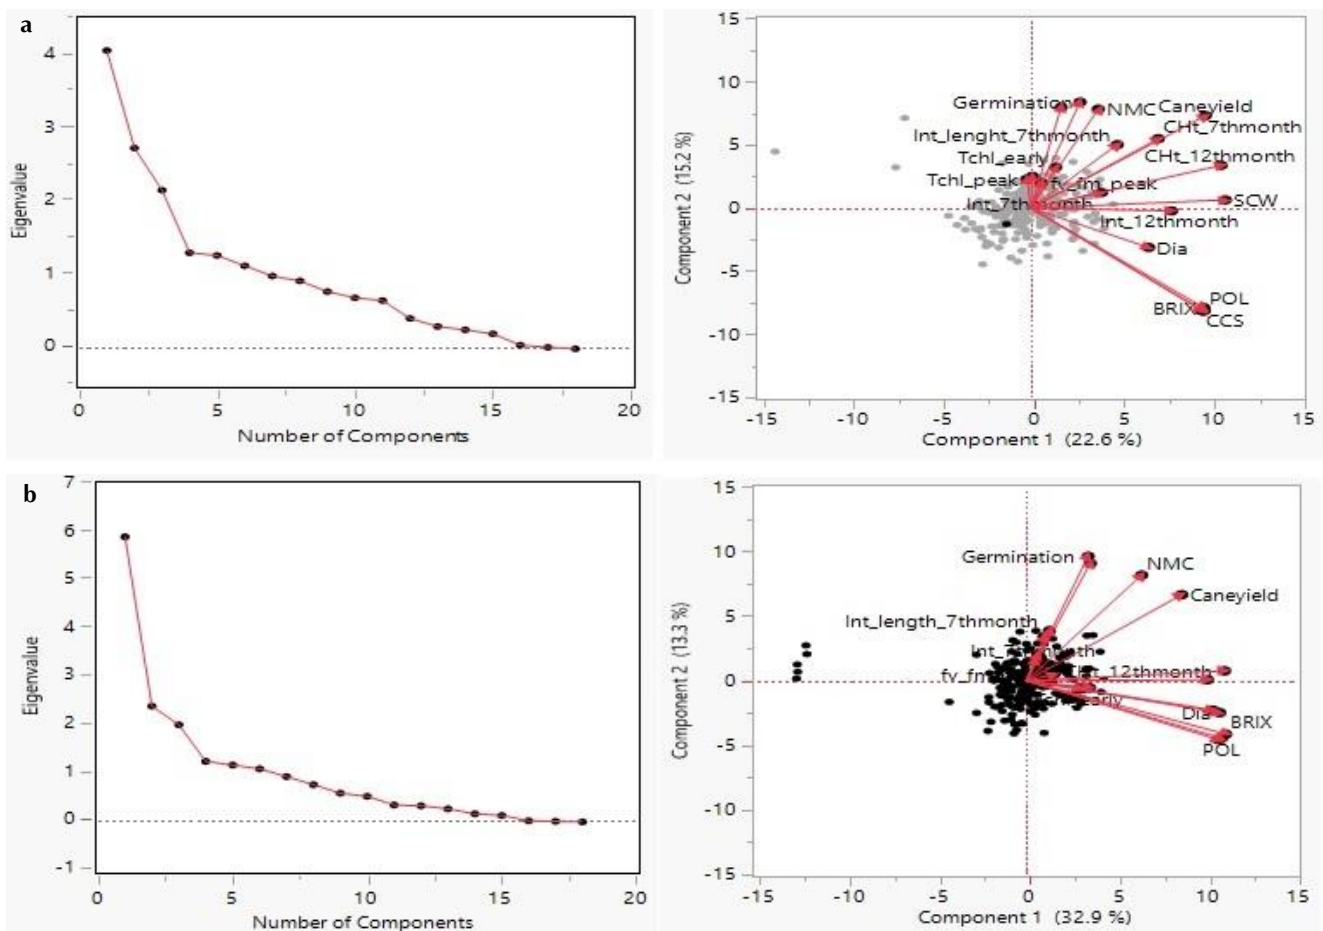 a
4
3
2
1
0
Eigenvalue
0 5 10 15 20
Number of Components
15
10
5
0
-5
-10
-15
Component 2 (15.2 %)
Germination
NMC
Caneyield
CHt_7thmonth
Int_lenght_7thmonth
CHt_12thmonth
Tchl_early
Tchl_peak
fv_fm_peak
Int_7thmonth
SCW
Int_12thmonth
Dia
POL
BRIX
CCS
-15 -10 -5 0 5 10 15
Component 1 (22.6 %)
b
7
6
5
4
3
2
1
0
-1
Eigenvalue
0 5 10 15 20
Number of Components
15
10
5
0
-5
-10
-15
Component 2 (13.3 %)
Germination
NMC
Caneyield
Int_length_7thmonth
fv_fm
Dia
BRIX
POL
-15 -10 -5 0 5 10 15
Component 1 (32.9 %)